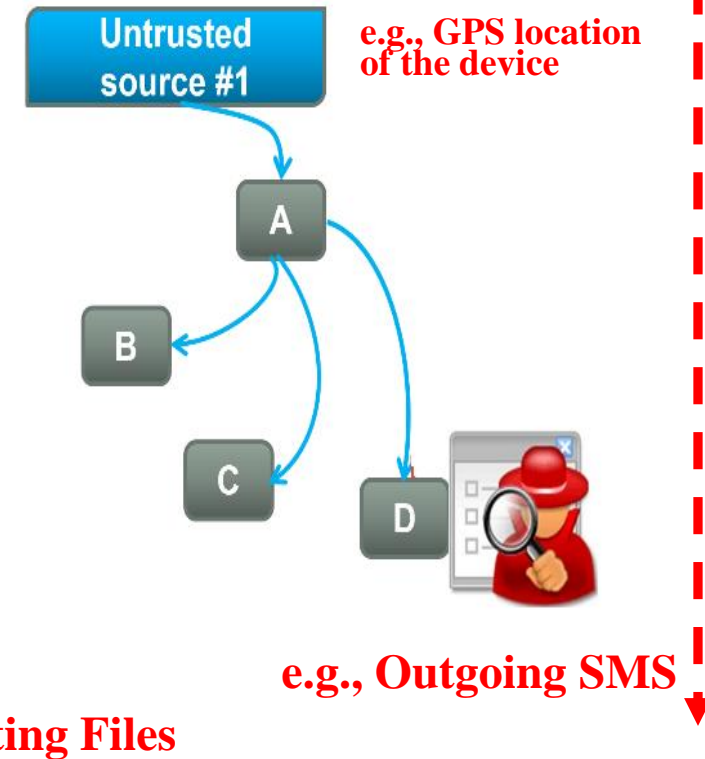 Untrusted
source #1
e.g., GPS location
of the device
A
B
C
D
e.g., Outgoing SMS
ting Files